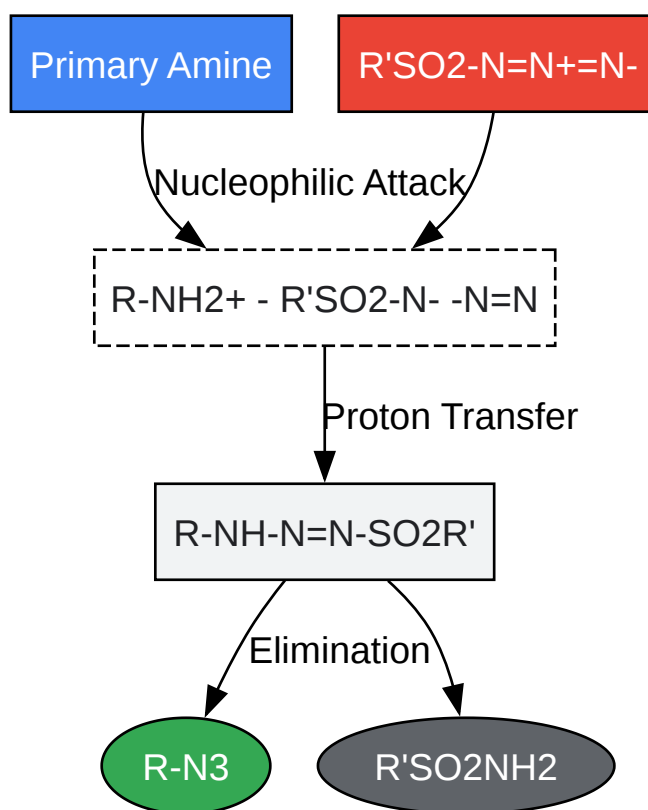 Primary Amine
R'SO2-N=N+=N-
Nucleophilic Attack
R-NH2+ - R'SO2-N- -N=N
Proton Transfer
R-NH-N=N-SO2R'
Elimination
R-N3
R'SO2NH2